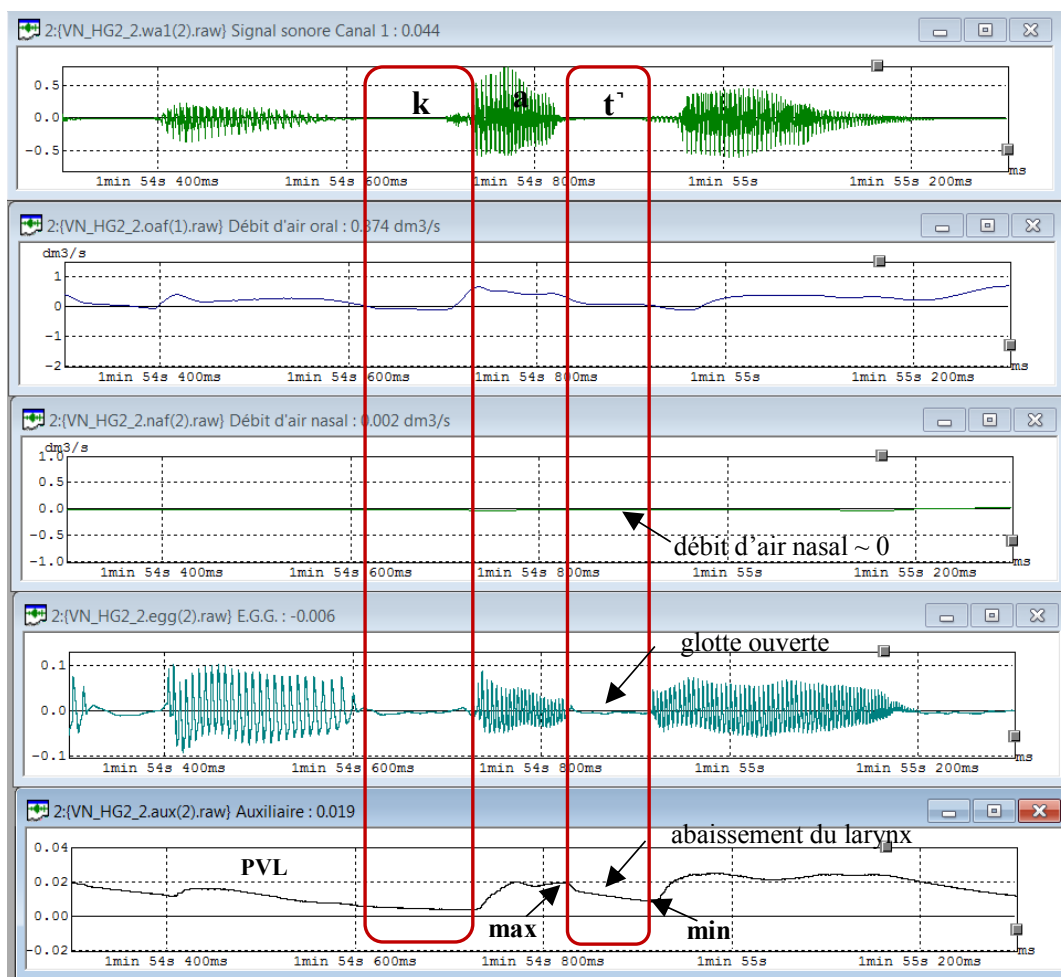 2:{VN_HG2_2.wa1(2).raw} Signal sonore Canal 1 : 0.044
0.5
0.0
-0.5
k
a
t˺
1min 54s 400ms
1min 54s 600ms
1min 54s 800ms
1min 55s
1min 55s 200ms
ms
2:{VN_HG2_2.oaf(1).raw} Débit d'air oral : 0.374 dm3/s
dm3/s
1
0
-1
-2
1min 54s 400ms
1min 54s 600ms
1min 54s 800ms
1min 55s
1min 55s 200ms
ms
2:{VN_HG2_2.naf(2).raw} Débit d'air nasal : 0.002 dm3/s
dm3/s
1.0
0.5
0.0
-0.5
-1.0
débit d’air nasal ~ 0
1min 54s 400ms
1min 54s 600ms
1min 54s 800ms
1min 55s
1min 55s 200ms
ms
2:{VN_HG2_2.egg(2).raw} E.G.G. : -0.006
glotte ouverte
0.1
0.0
-0.1
1min 54s 400ms
1min 54s 600ms
1min 54s 800ms
1min 55s
1min 55s 200ms
ms
2:{VN_HG2_2.aux(2).raw} Auxiliaire : 0.019
abaissement du larynx
0.04
0.02
0.00
-0.02
PVL
max
min
1min 54s 400ms
1min 54s 600ms
1min 54s 800ms
1min 55s
1min 55s 200ms
ms